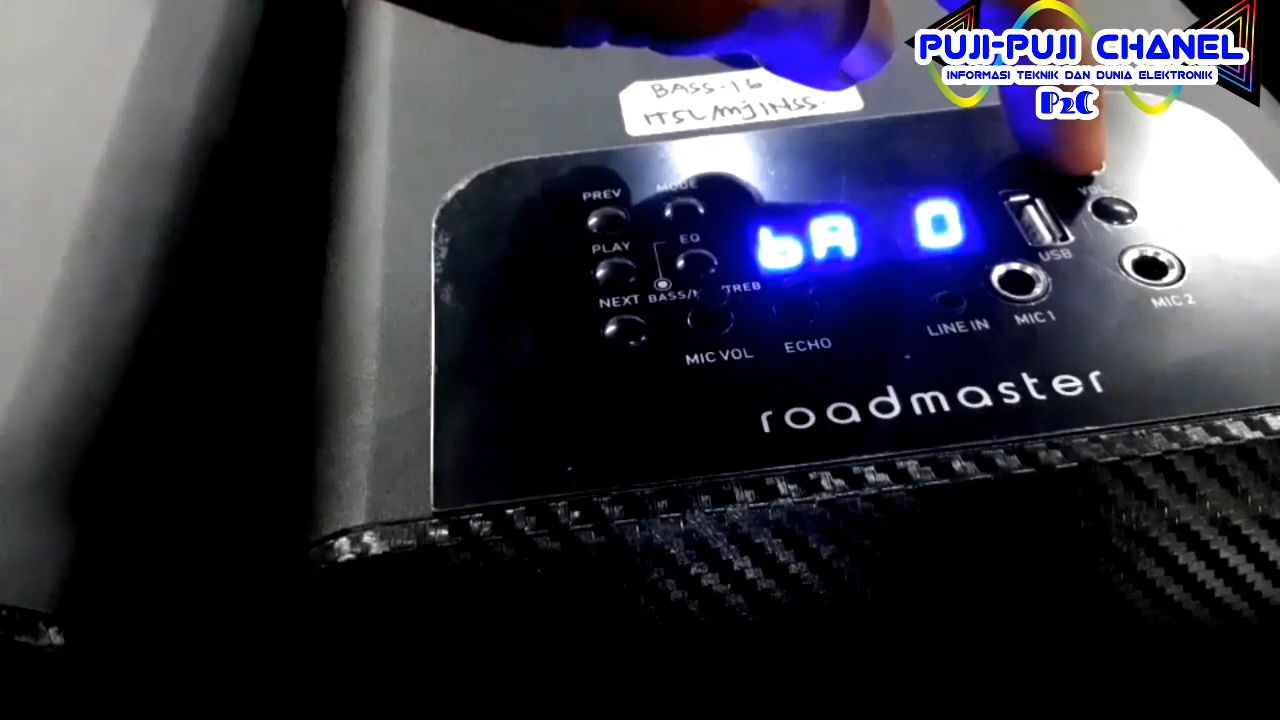 PUJI-PUJI CHANEL
INFORMASI TEKNIK DAN DUNIA ELEKTRONIK
P2C
BASS-16
PREV
MODE
VOL
PLAY
EQ
bA 0
USB
NEXT
BASS/
TREB
MIC VOL
ECHO
LINE IN
MIC 1
MIC 2
roadmaster